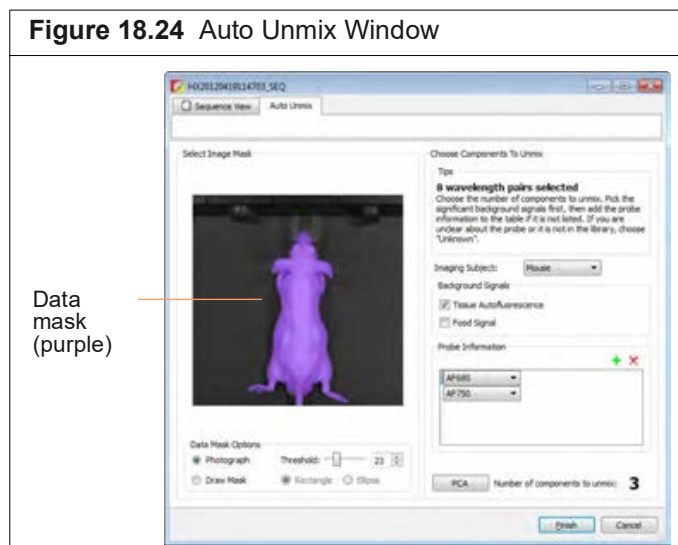 Figure 18.24 Auto Unmix Window
HX20120419114703_SEQ
Sequence View
Auto Unmix
Select Image Mask
Data
mask
(purple)
Data Mask Options
Photograph
Threshold:
23
Draw Mask
Rectangle
Ellipse
Choose Components To Unmix
Tips
8 wavelength pairs selected
Choose the number of components to unmix. Pick the
significant background signals first, then add the probe
information to the table if it is not listed. If you are
unclear about the probe or it is not in the library, choose
"Unknown".
Imaging Subject:
Mouse
Background Signals
Tissue Autofluorescence
Food Signal
Probe Information
AF680
AF750
PCA
Number of components to unmix: 3
Finish
Cancel